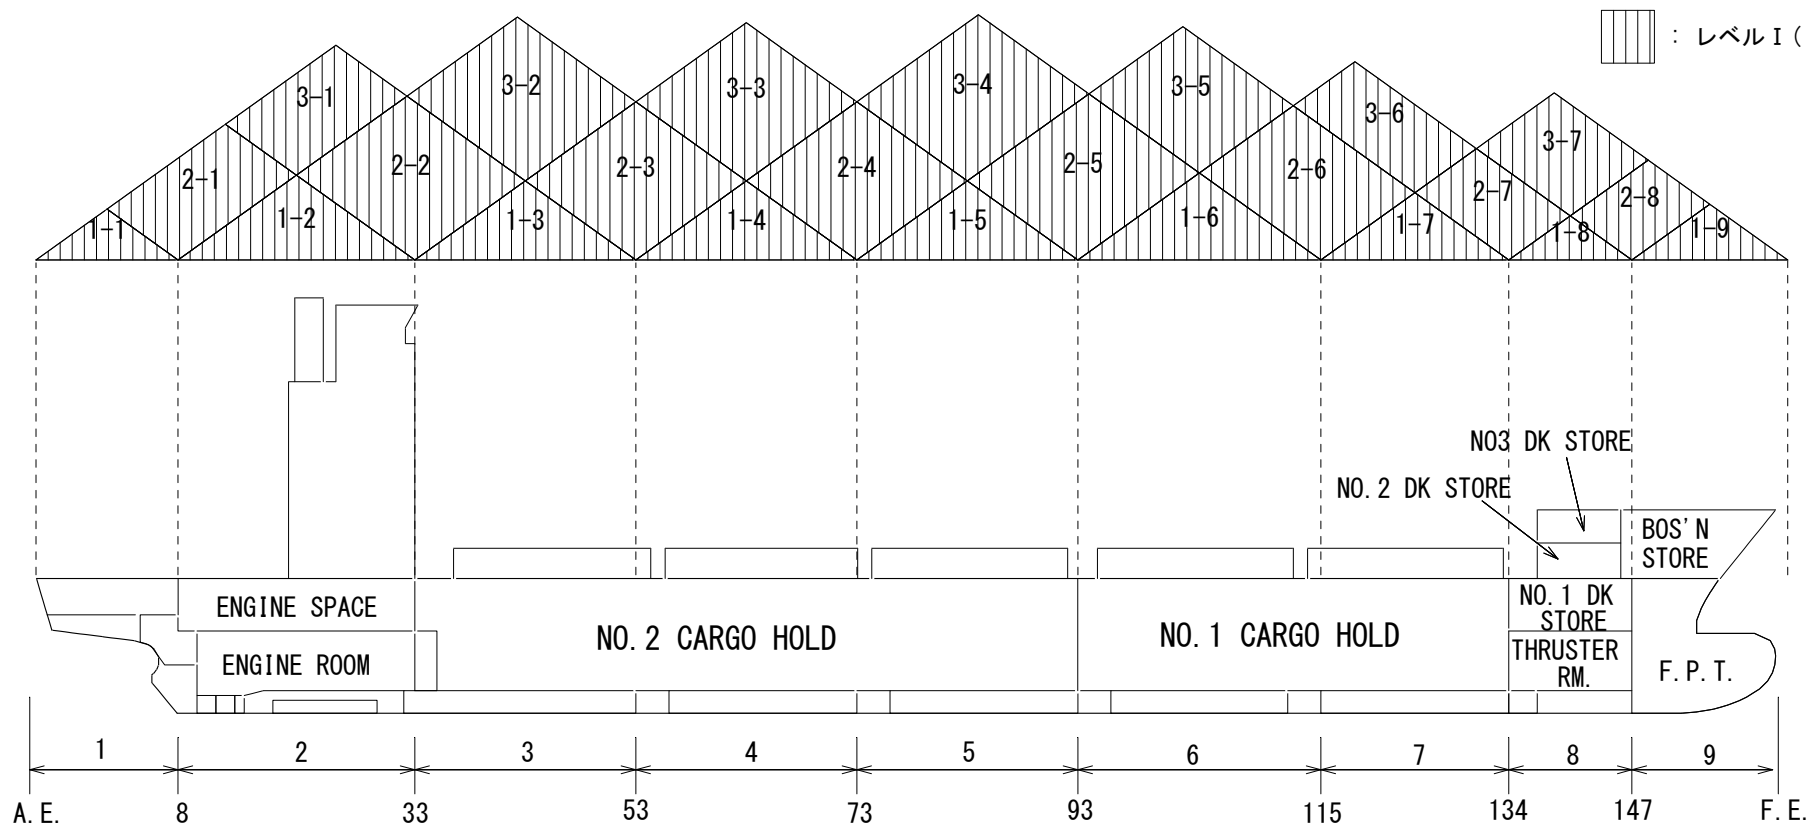 : レベルI(
3-1
3-2
3-3
3-4
3-5
3-6
3-7
2-1
2-2
2-3
2-4
2-5
2-6
2-7
2-8
1-1
1-2
1-3
1-4
1-5
1-6
1-7
1-8
1-9
NO3 DK STORE
NO.2 DK STORE
BOS'N
STORE
ENGINE SPACE
NO.2 CARGO HOLD
NO.1 CARGO HOLD
NO.1 DK
STORE
ENGINE ROOM
THRUSTER
RM.
F.P.T.
1 2 3 4 5 6 7 8 9
A.E. 8 33 53 73 93 115 134 147 F.E.